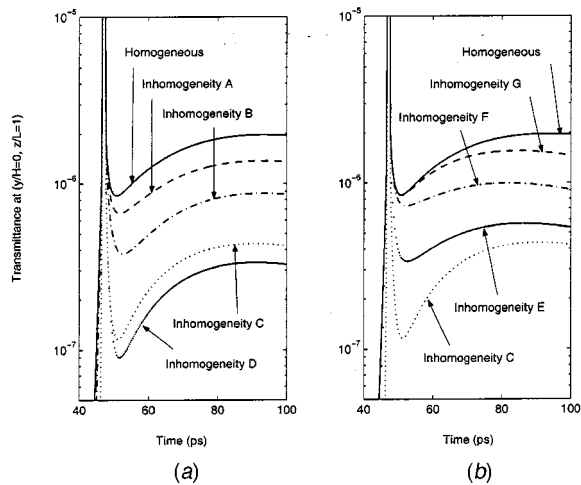 10^-5
Homogeneous
Inhomogeneity A
Inhomogeneity B
10^-6
Inhomogeneity C
Inhomogeneity D
10^-7
Transmittance at (y/H=0, z/L=1)
40 60 80 100
Time (ps)
(a)
10^-5
Homogeneous
Inhomogeneity G
Inhomogeneity F
10^-6
Inhomogeneity E
Inhomogeneity C
10^-7
40 60 80 100
Time (ps)
(b)